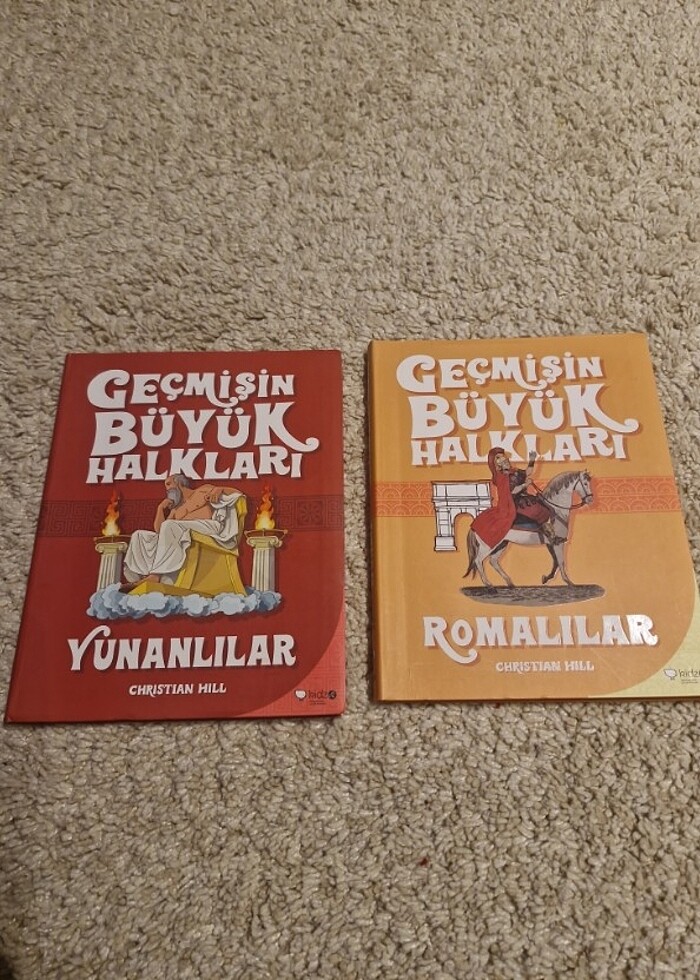 GEÇMİŞİN
BÜYÜK
HALKLARI
YUNANLILAR
CHRISTIAN HILL
GEÇMİŞİN
BÜYÜK
HALKLARI
ROMALILAR
CHRISTIAN HILL